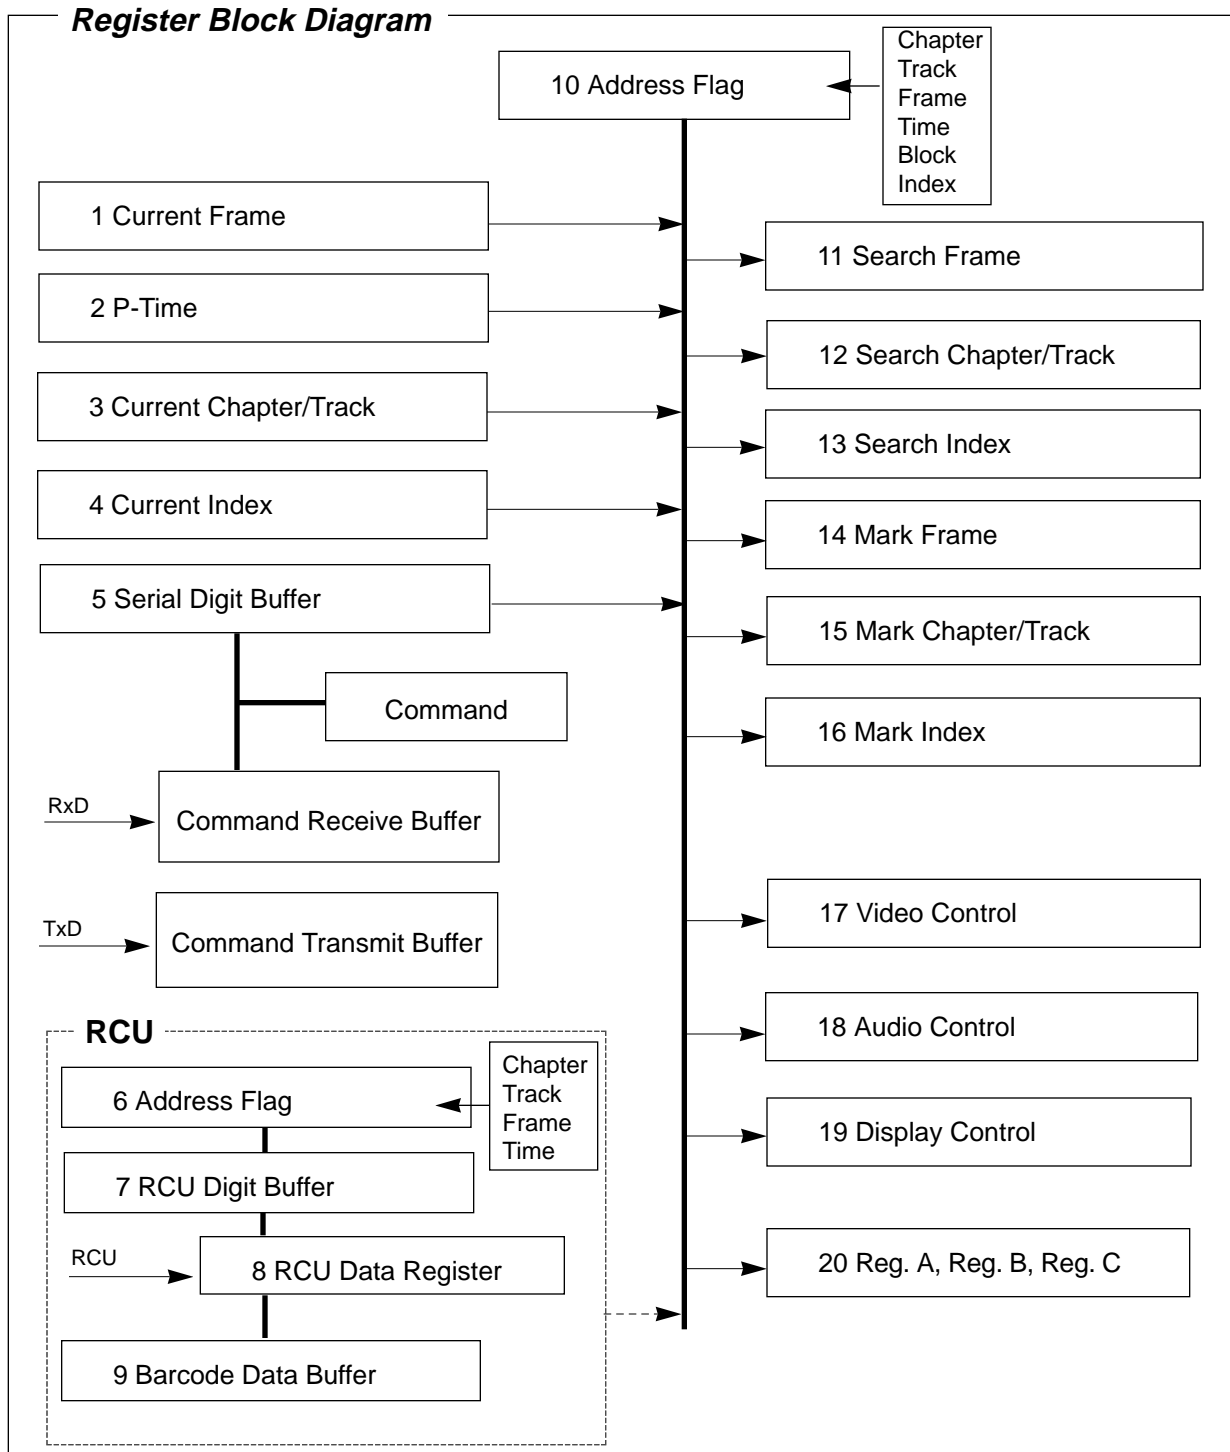 Register Block Diagram
10 Address Flag
Chapter
Track
Frame
Time
Block
Index
1 Current Frame
2 P-Time
3 Current Chapter/Track
4 Current Index
5 Serial Digit Buffer
Command
RxD
Command Receive Buffer
TxD
Command Transmit Buffer
RCU
6 Address Flag
Chapter
Track
Frame
Time
7 RCU Digit Buffer
RCU
8 RCU Data Register
9 Barcode Data Buffer
11 Search Frame
12 Search Chapter/Track
13 Search Index
14 Mark Frame
15 Mark Chapter/Track
16 Mark Index
17 Video Control
18 Audio Control
19 Display Control
20 Reg. A, Reg. B, Reg. C